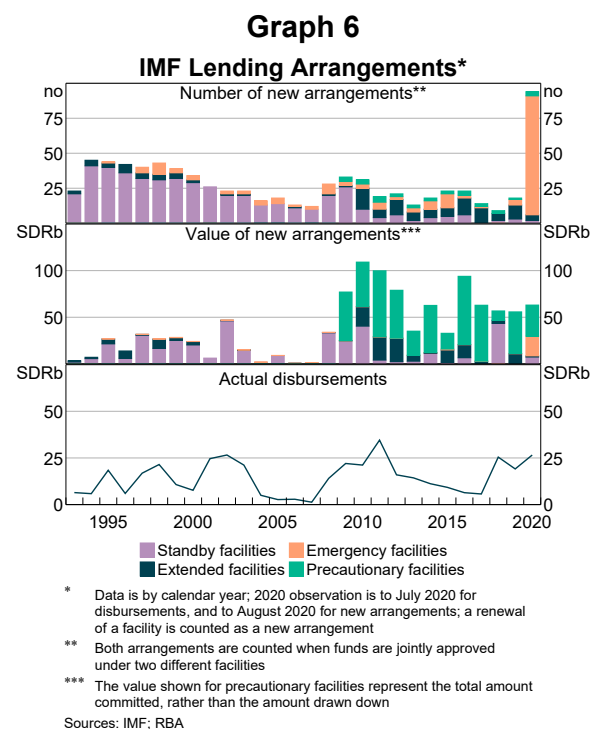 Graph 6
IMF Lending Arrangements*
no
Number of new arrangements**
no
75
75
50
50
25
25
SDRb
Value of new arrangements***
SDRb
100
100
50
50
SDRb
Actual disbursements
SDRb
50
50
25
25
0
0
1995
2000
2005
2010
2015
2020
Standby facilities
Emergency facilities
Extended facilities
Precautionary facilities
* Data is by calendar year; 2020 observation is to July 2020 for
disbursements, and to August 2020 for new arrangements; a renewal
of a facility is counted as a new arrangement
** Both arrangements are counted when funds are jointly approved
under two different facilities
*** The value shown for precautionary facilities represent the total amount
committed, rather than the amount drawn down
Sources: IMF; RBA